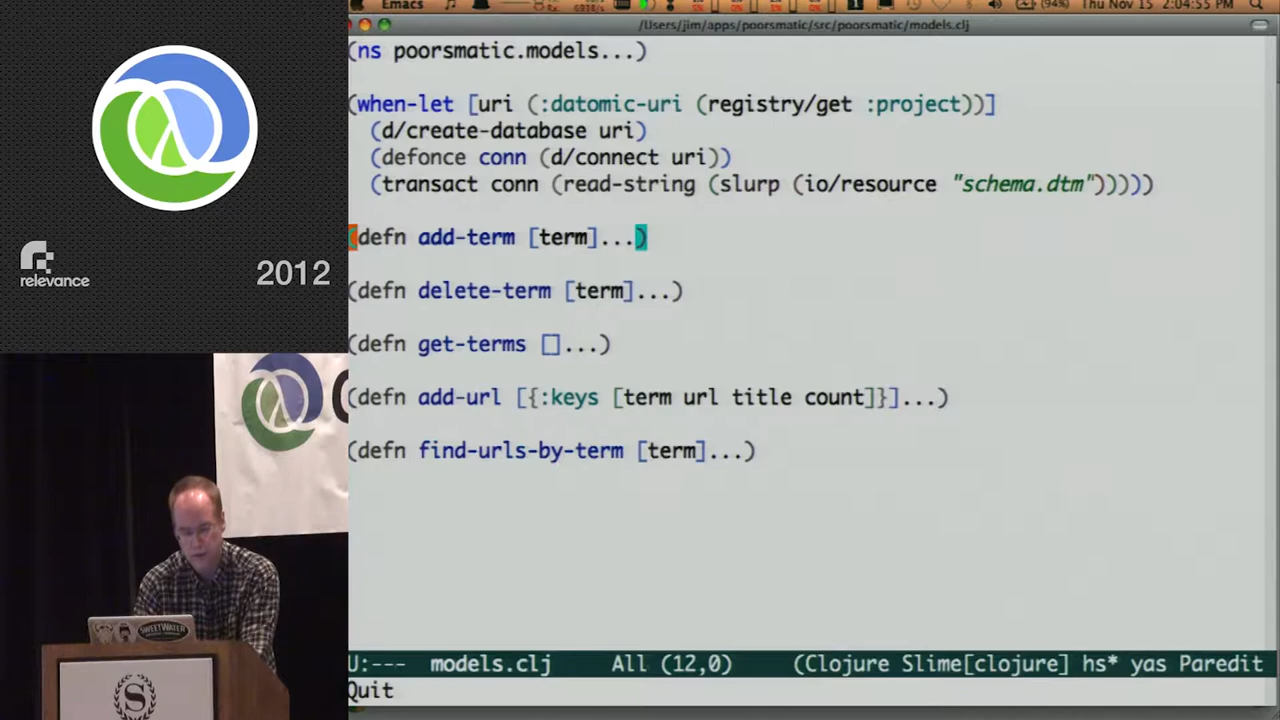 relevance
2012
Emacs
(94%) Thu Nov 15 2:04:55 PM
/Users/jim/apps/poorsmatic/src/poorsmatic/models.clj
(ns poorsmatic.models...)
(when-let [uri (:datomic-uri (registry/get :project))]
(d/create-database uri)
(defonce conn (d/connect uri))
(transact conn (read-string (slurp (io/resource "schema.dtm")))))
(defn add-term [term]...)
(defn delete-term [term]...)
(defn get-terms []...)
(defn add-url [{:keys [term url title count]}]...)
(defn find-urls-by-term [term]...)
U:--- models.clj All (12,0) (Clojure Slime[clojure] hs* yas Paredit
Quit
SWEETWATER
S